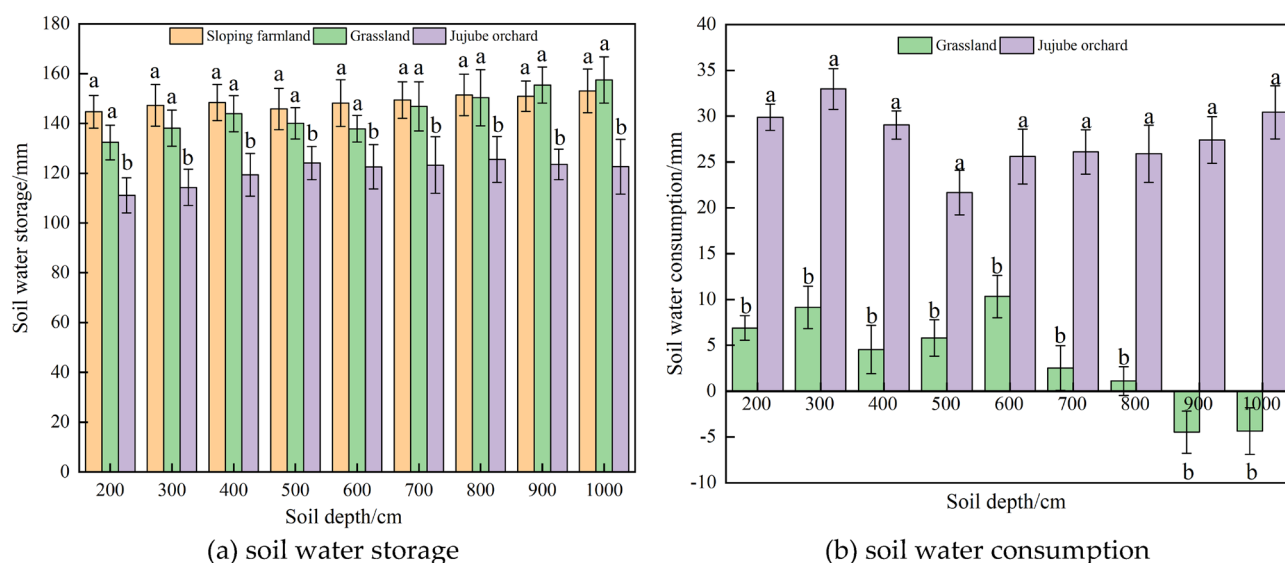 180
160
140
120
100
80
60
40
20
0
Soil water storage/mm
Sloping farmland Grassland Jujube orchard
a a b a a b a a b a a b a a b a a b a a b a a b a a b
200 300 400 500 600 700 800 900 1000
Soil depth/cm
(a) soil water storage
40
35
30
25
20
15
10
5
0
-5
-10
Soil water consumption/mm
Grassland Jujube orchard
b a b a b a b a b a b a b a b a b a
200 300 400 500 600 700 800 900 1000
Soil depth/cm
(b) soil water consumption